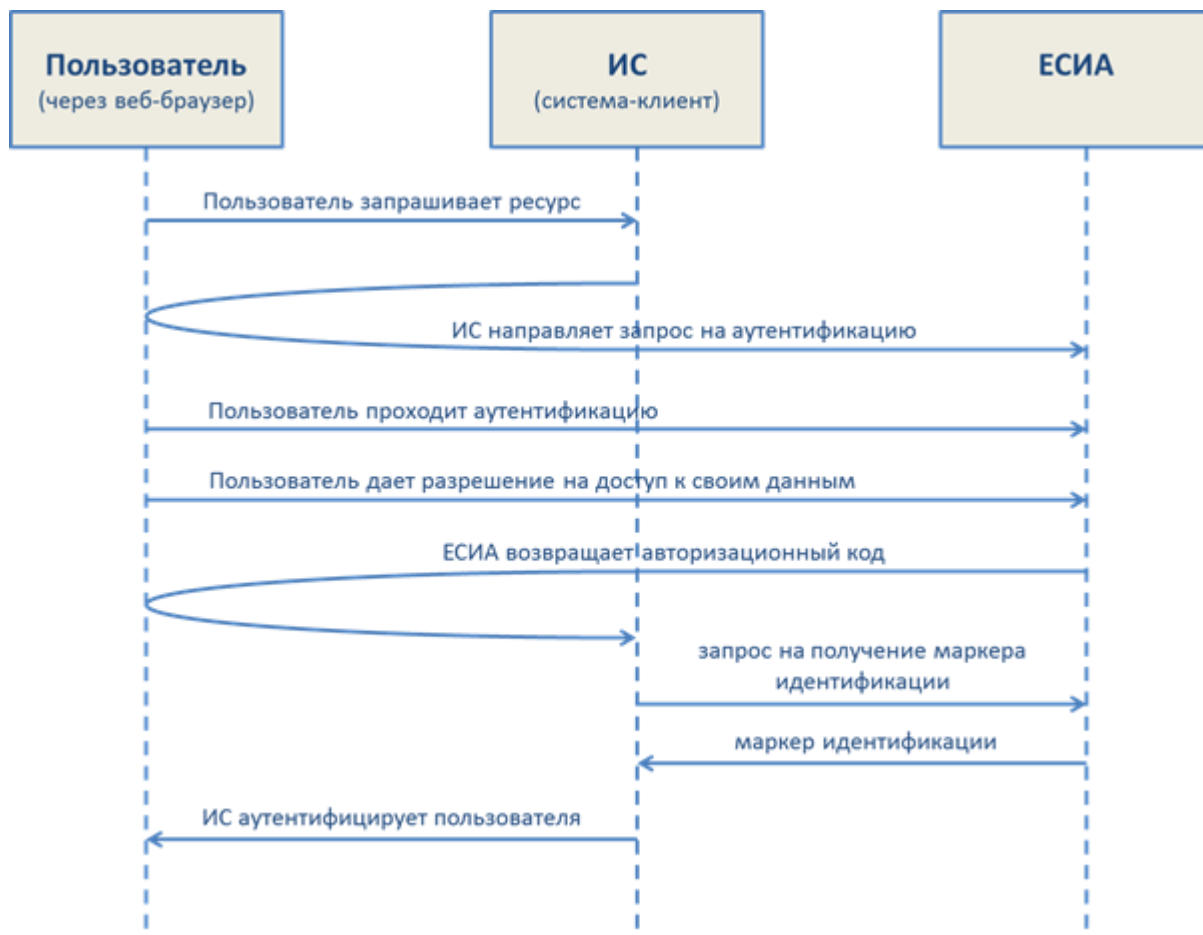 Пользователь
(через веб-браузер)
ИС
(система-клиент)
ЕСИА
Пользователь запрашивает ресурс
ИС направляет запрос на аутентификацию
Пользователь проходит аутентификацию
Пользователь дает разрешение на доступ к своим данным
ЕСИА возвращает авторизационный код
запрос на получение маркера
идентификации
маркер идентификации
ИС аутентифицирует пользователя